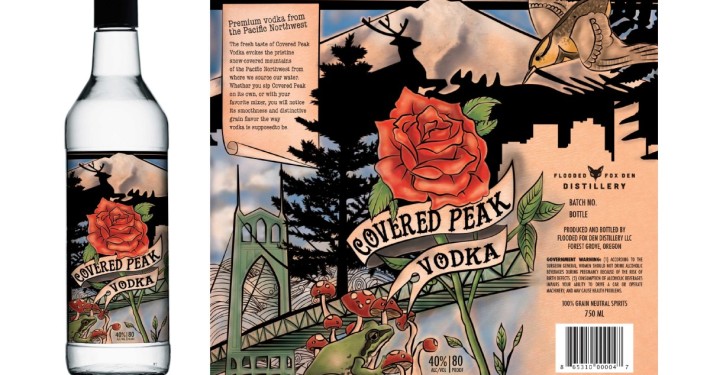 COVERED PEAK
VODKA
40% 80
Premium vodka from
the Pacific Northwest
The fresh taste of Covered Peak
Vodka evokes the pristine
snow-covered mountains
of the Pacific Northwest from
where we source our water.
Whether you sip Covered Peak
on its own, or with your
favorite mixer, you will notice
its smoothness and distinctive
grain flavor the way
vodka is supposedto be.
COVERED PEAK
VODKA
40% 80
ALC/VOL PROOF
FLOODED FOX DEN
DISTILLERY
BATCH NO.
BOTTLE
PRODUCED AND BOTTLED BY
FLOODED FOX DEN DISTILLERY LLC
FOREST GROVE, OREGON
GOVERNMENT WARNING: (1) ACCORDING TO THE
SURGEON GENERAL, WOMEN SHOULD NOT DRINK ALCOHOLIC
BEVERAGES DURING PREGNANCY BECAUSE OF THE RISK OF
BIRTH DEFECTS. (2) CONSUMPTION OF ALCOHOLIC BEVERAGES
IMPAIRS YOUR ABILITY TO DRIVE A CAR OR OPERATE
MACHINERY, AND MAY CAUSE HEALTH PROBLEMS.
100% GRAIN NEUTRAL SPIRITS
750 ML
8 65310 00004 7